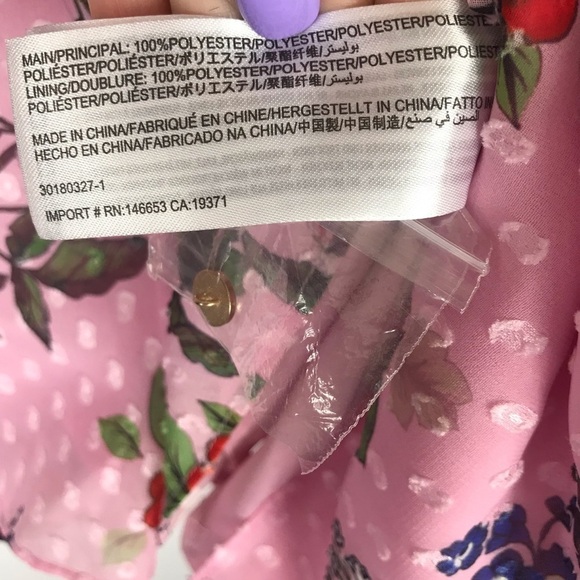 MAIN/PRINCIPAL: 100%POLYESTER/POLYESTER/POLYESTER/POLIESTE
POLIÉSTER/POLIÉSTER/ポリエステル/聚酯纤维/بوليستر
LINING/DOUBLURE: 100%POLYESTER/POLYESTER/POLYESTER/POLIEST
POLIÉSTER/POLIÉSTER/ポリエステル/聚酯纤维/بوليستر
MADE IN CHINA/FABRIQUÉ EN CHINE/HERGESTELLT IN CHINA/FATTO IN
HECHO EN CHINA/FABRICADO NA CHINA/中国製/中国制造/الصين في صنع
30180327-1
IMPORT # RN:146653 CA:19371